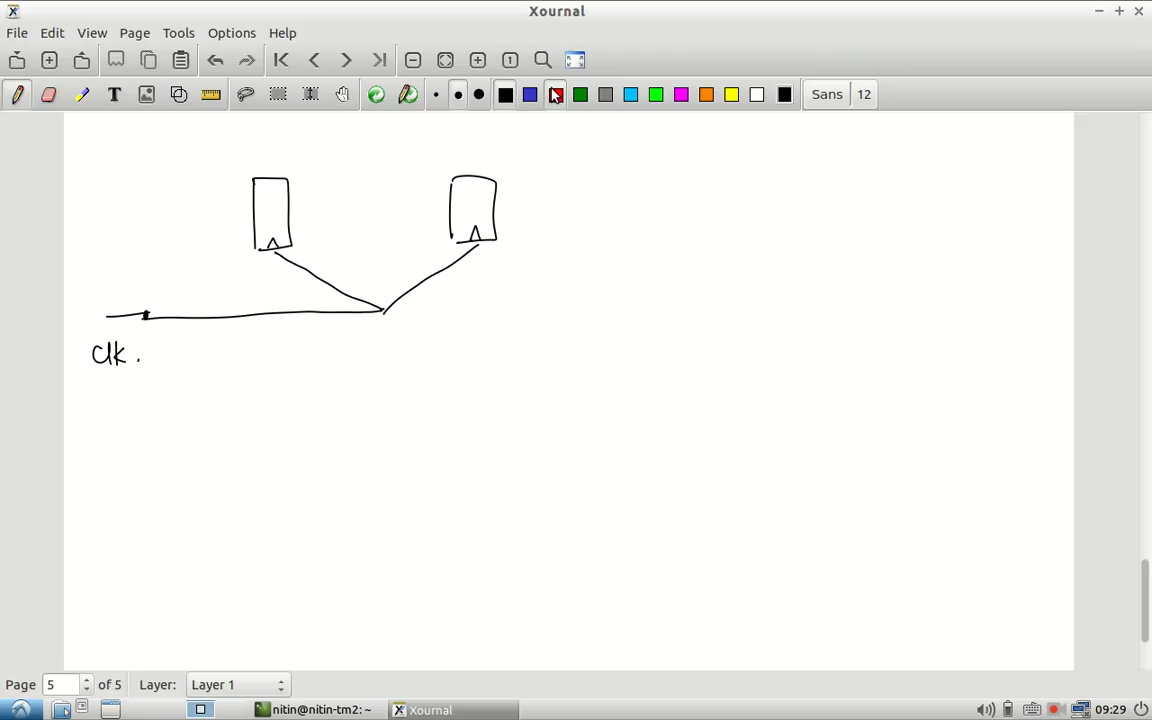 Xournal
File Edit View Page Tools Options Help
Sans 12
Clk .
Page 5 of 5 Layer: Layer 1
nitin@nitin-tm2: ~ Xournal 09:29